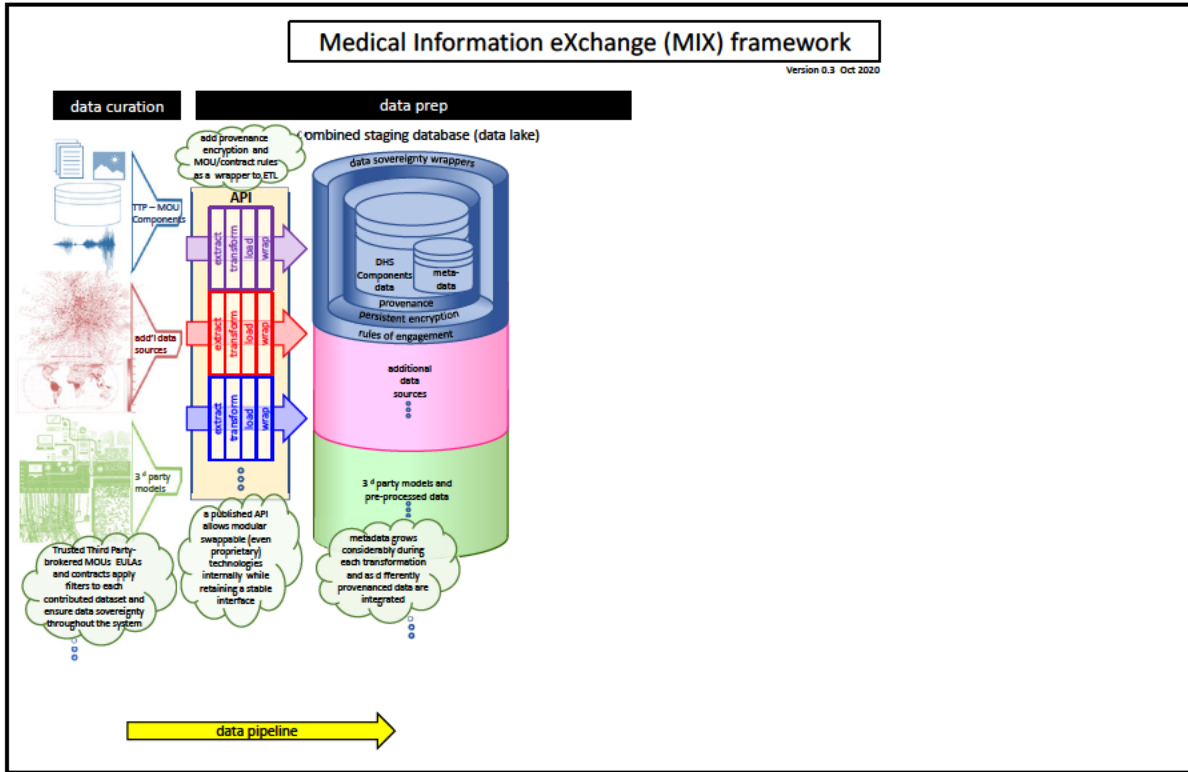 Medical Information eXchange (MIX) framework
Version 0.3 Oct 2020
data curation
data prep
combined staging database (data lake)
add provenance
encryption and
MOU/contract rules
as a wrapper to ETL
TTP – MOU
Components
add'l data
sources
3 d party
models
API
extract
transform
load
wrap
extract
transform
load
wrap
extract
transform
load
wrap
data sovereignty wrappers
DHS
Components
data
meta-
data
provenance
persistent encryption
rules of engagement
additional
data
sources
3 d party models and
pre-processed data
Trusted Third Party-
brokered MOUs EULAs
and contracts apply
filters to each
contributed dataset and
ensure data sovereignty
throughout the system
a published API
allows modular
swappable (even
proprietary)
technologies
internally while
retaining a stable
interface
metadata grows
considerably during
each transformation
and as d fferently
provenanced data are
integrated
data pipeline